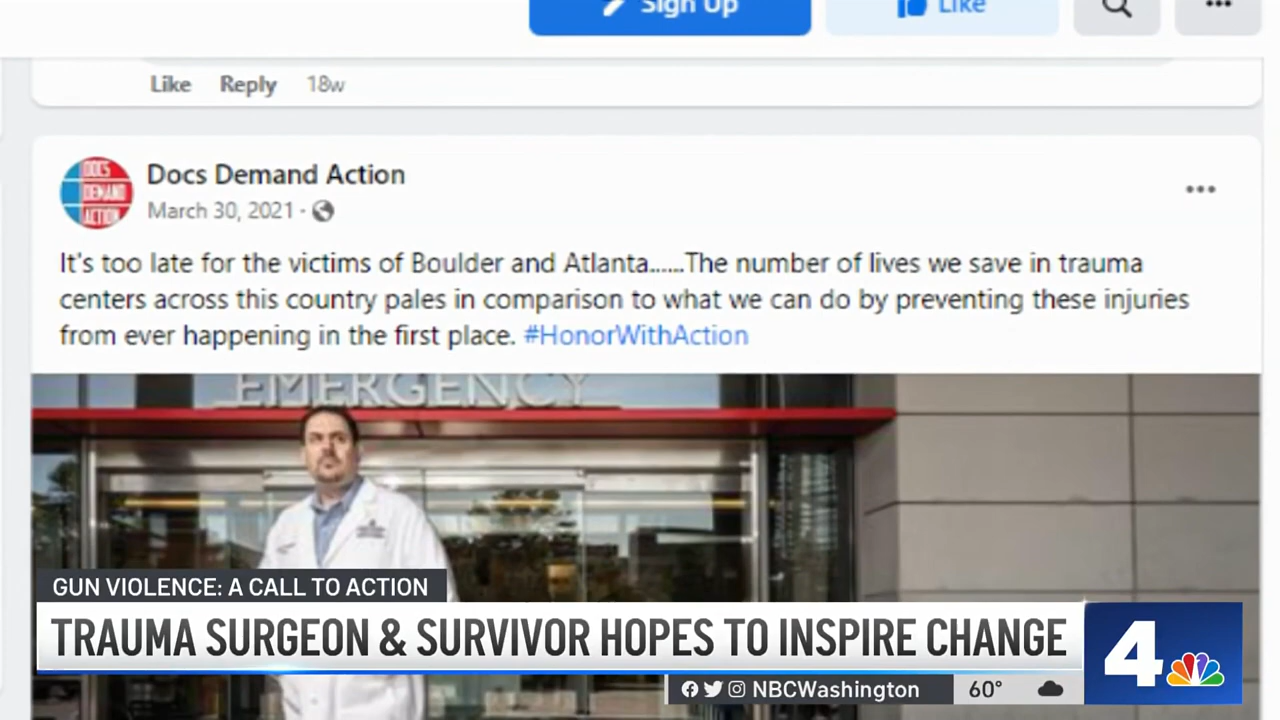 Sign Up
Like
Like Reply 18w
DOCS
DEMAND
ACTION
Docs Demand Action
March 30, 2021 ·
It's too late for the victims of Boulder and Atlanta......The number of lives we save in trauma
centers across this country pales in comparison to what we can do by preventing these injuries
from ever happening in the first place. #HonorWithAction
EMERGENCY
GUN VIOLENCE: A CALL TO ACTION
TRAUMA SURGEON & SURVIVOR HOPES TO INSPIRE CHANGE
4
NBCWashington 60°